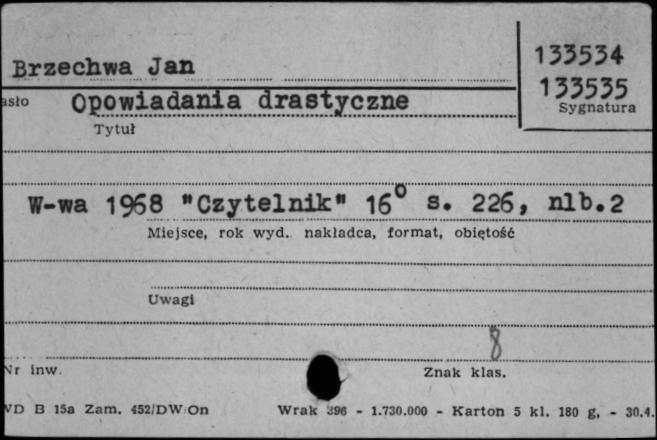 Brzechwa Jan
133534
133535
Sygnatura
asło Opowiadania drastyczne
Tytuł
W-wa 1968 "Czytelnik" 16° s. 226, nlb.2
Miejsce, rok wyd. nakładca, format, objętość
Uwagi
8
Nr inw. Znak klas.
VD B 15a Zam. 452/DW/On Wrak 396 - 1.730.000 - Karton 5 kl. 180 g, - 30.4.